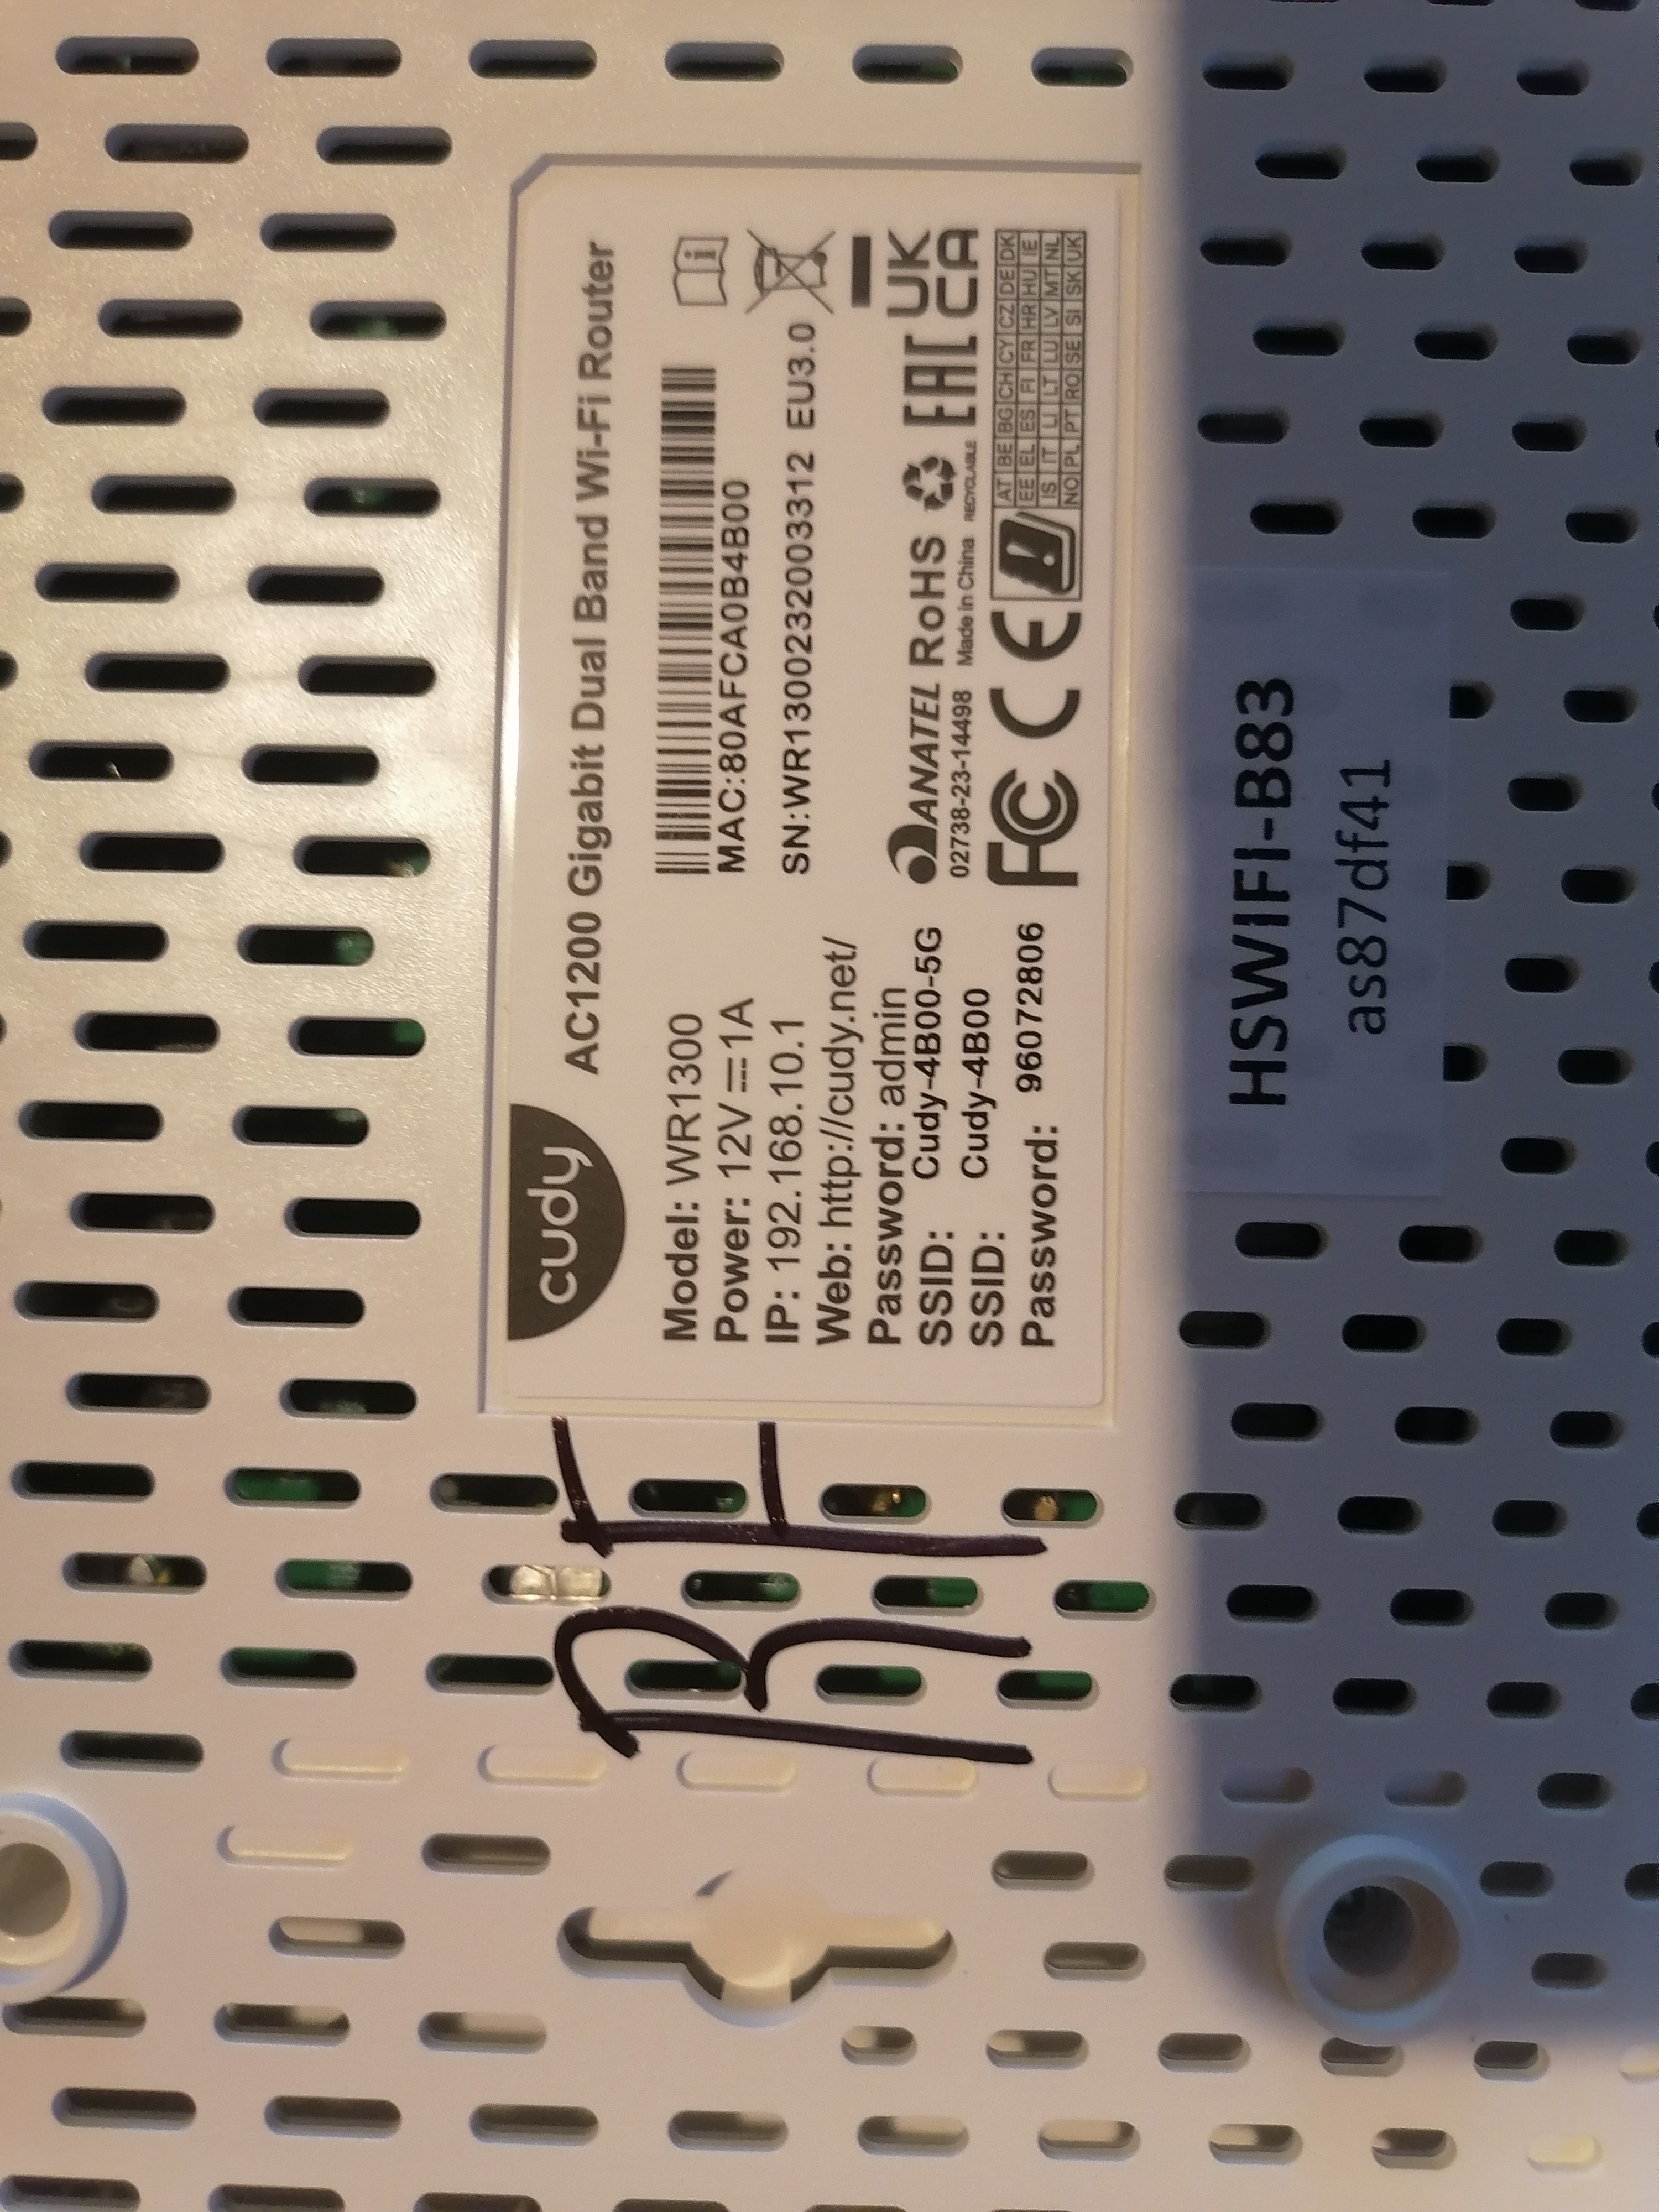 cudy
AC1200 Gigabit Dual Band Wi-Fi Router
Model: WR1300
Power: 12V⎓1A
IP: 192.168.10.1
Web: http://cudy.net/
Password: admin
SSID: Cudy-4B00-5G
SSID: Cudy-4B00
Password: 96072806
MAC:80AFCA0B4B00
SN:WR1300232003312 EU3.0
ANATEL RoHS
02738-23-14498 Made in China RECYCLABLE
EAC UK CA
FC CE
AT BE BG CH CY CZ DE DK
EE EL ES FI FR HR HU IE
IS IT LI LT LU LV MT NL
NO PL PT RO SE SI SK UK
HSWIFI-B83
as87df41